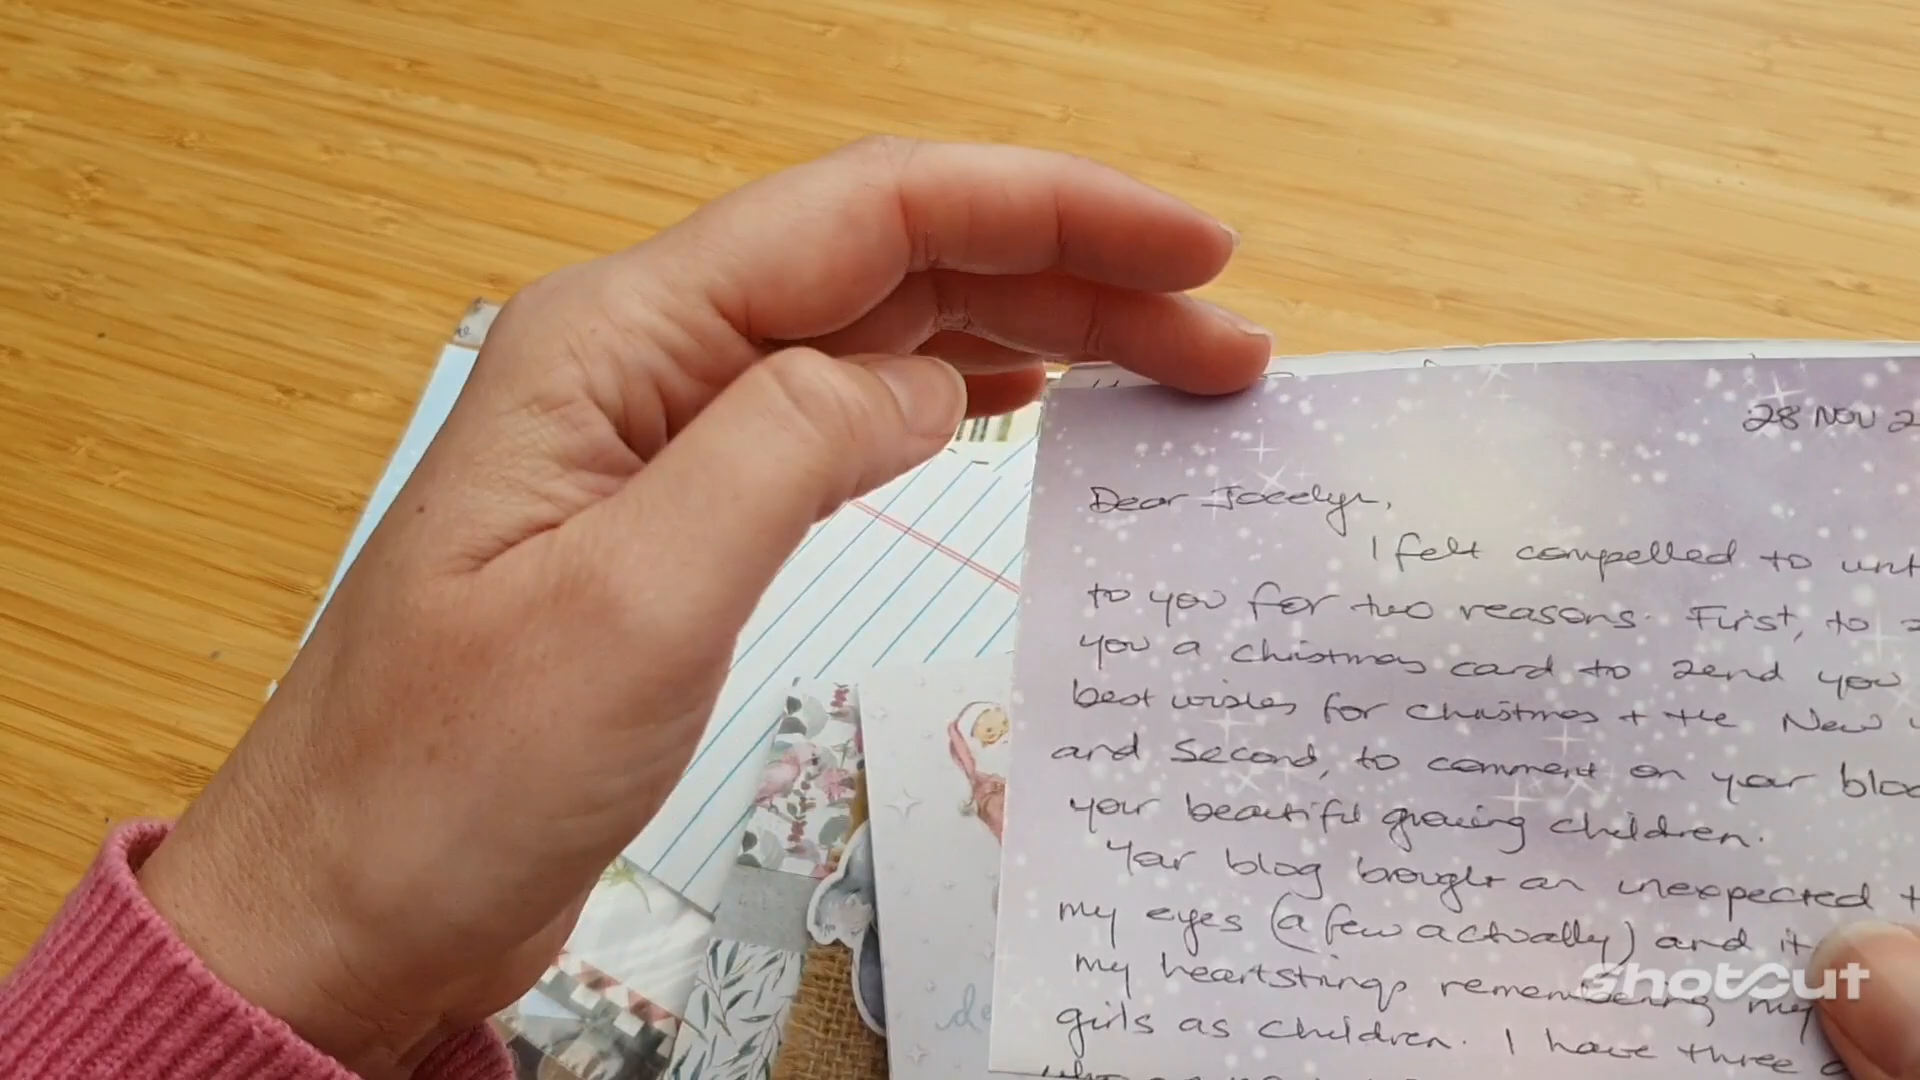 28 NOV 2
Dear Jocelyn,
I felt compelled to
to you for two reasons. First, to
you a christmas card to send you
best wishes for christmas + the New
and second, to comment on your
your beautiful growing children.
Your blog brought an unexpected
my eyes (a few actually) and it
my heartstrings remembering my
girls as children. I have three
ShotCut
de